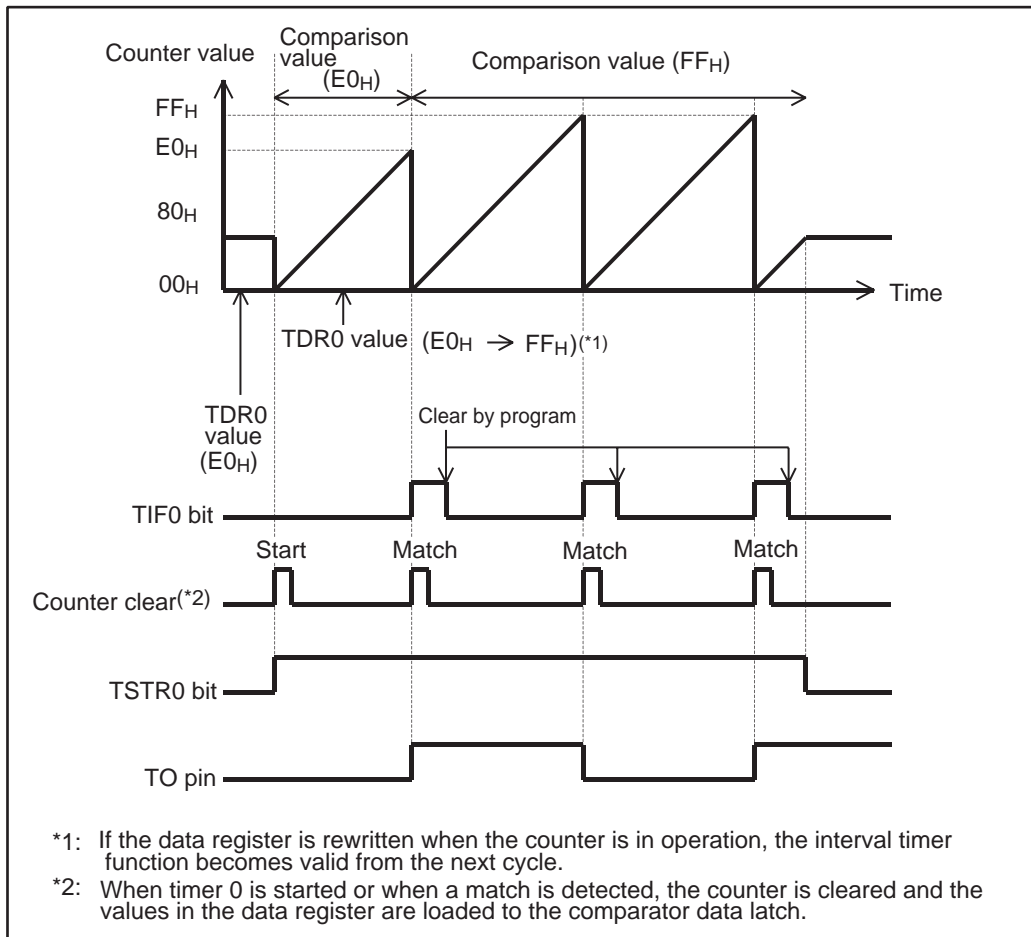 Counter value
Comparison
value
(E0H)
Comparison value (FFH)
FFH
E0H
80H
00H
Time
TDR0 value (E0H → FFH)(*1)
TDR0
value
(E0H)
Clear by program
TIF0 bit
Start
Match
Match
Match
Counter clear(*2)
TSTR0 bit
TO pin
*1: If the data register is rewritten when the counter is in operation, the interval timer
function becomes valid from the next cycle.
*2: When timer 0 is started or when a match is detected, the counter is cleared and the
values in the data register are loaded to the comparator data latch.